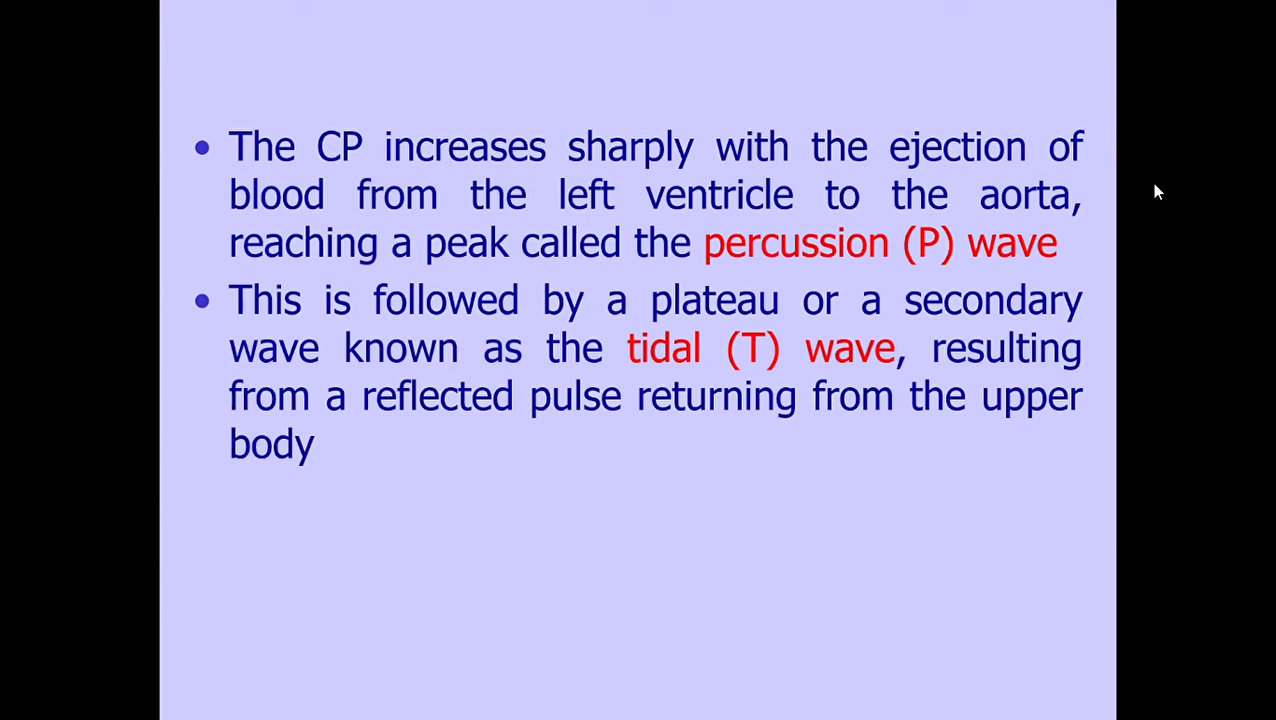 • The CP increases sharply with the ejection of
blood from the left ventricle to the aorta,
reaching a peak called the percussion (P) wave
• This is followed by a plateau or a secondary
wave known as the tidal (T) wave, resulting
from a reflected pulse returning from the upper
body